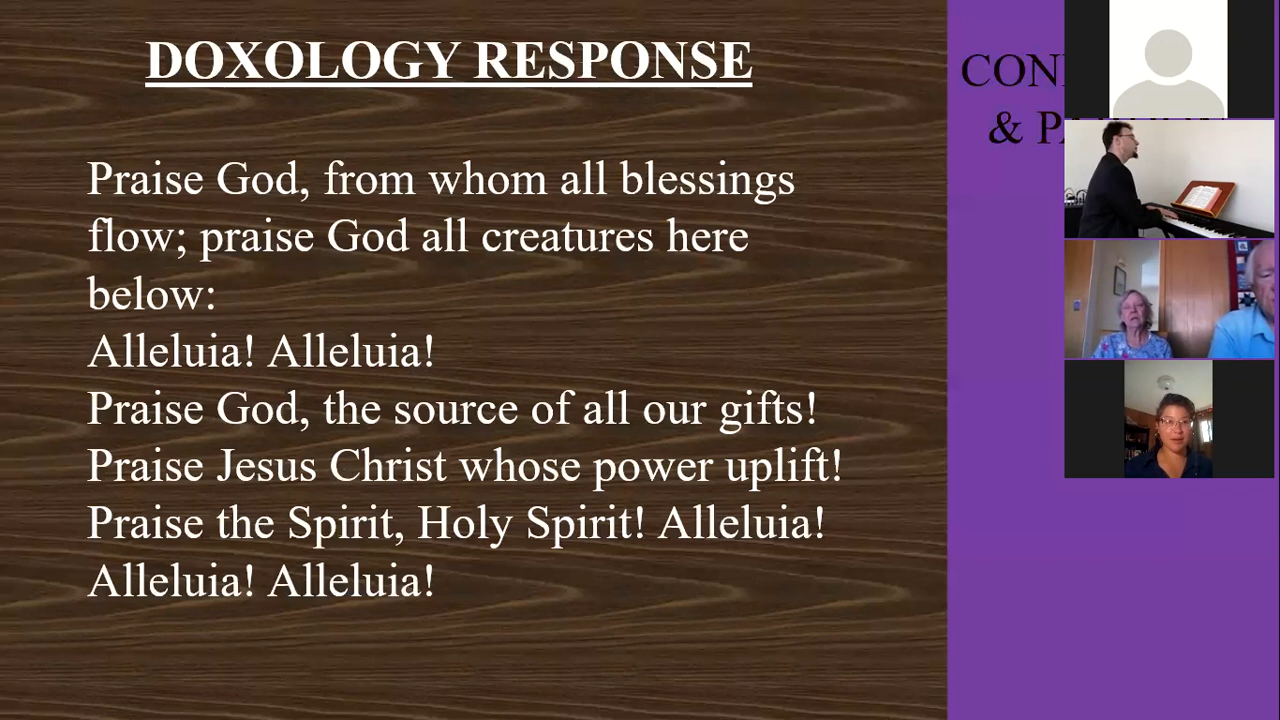 DOXOLOGY RESPONSE
Praise God, from whom all blessings
flow; praise God all creatures here
below:
Alleluia! Alleluia!
Praise God, the source of all our gifts!
Praise Jesus Christ whose power uplift!
Praise the Spirit, Holy Spirit! Alleluia!
Alleluia! Alleluia!
&